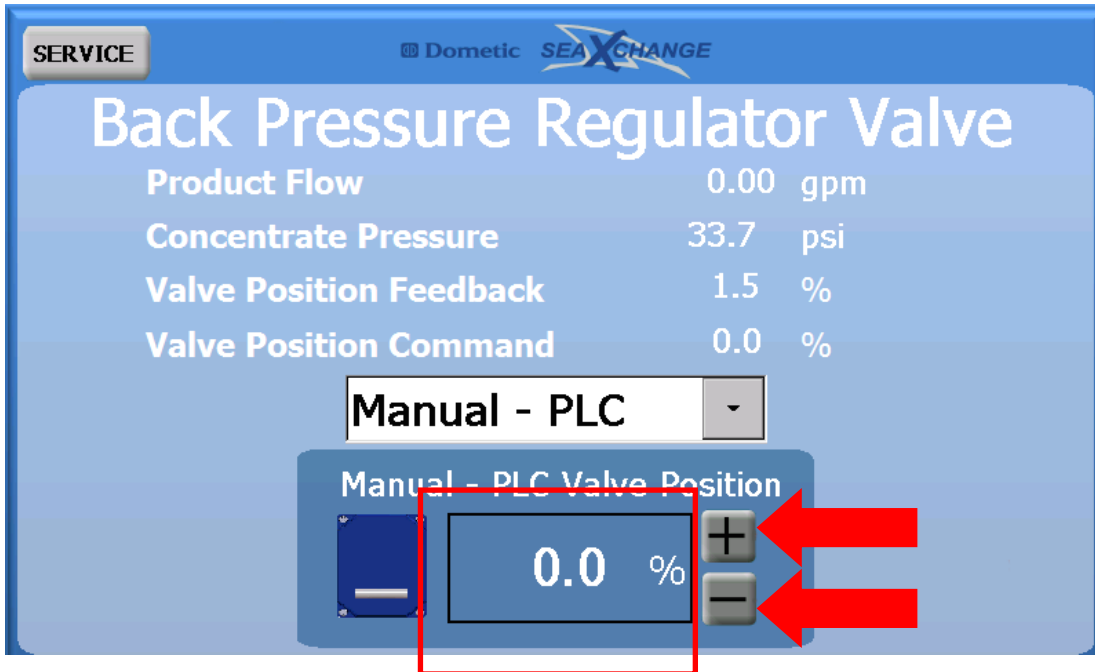 SERVICE
Dometic SEAXCHANGE
Back Pressure Regulator Valve
Product Flow 0.00 gpm
Concentrate Pressure 33.7 psi
Valve Position Feedback 1.5 %
Valve Position Command 0.0 %
Manual - PLC
Manual - PLC Valve Position
0.0 %
+
−